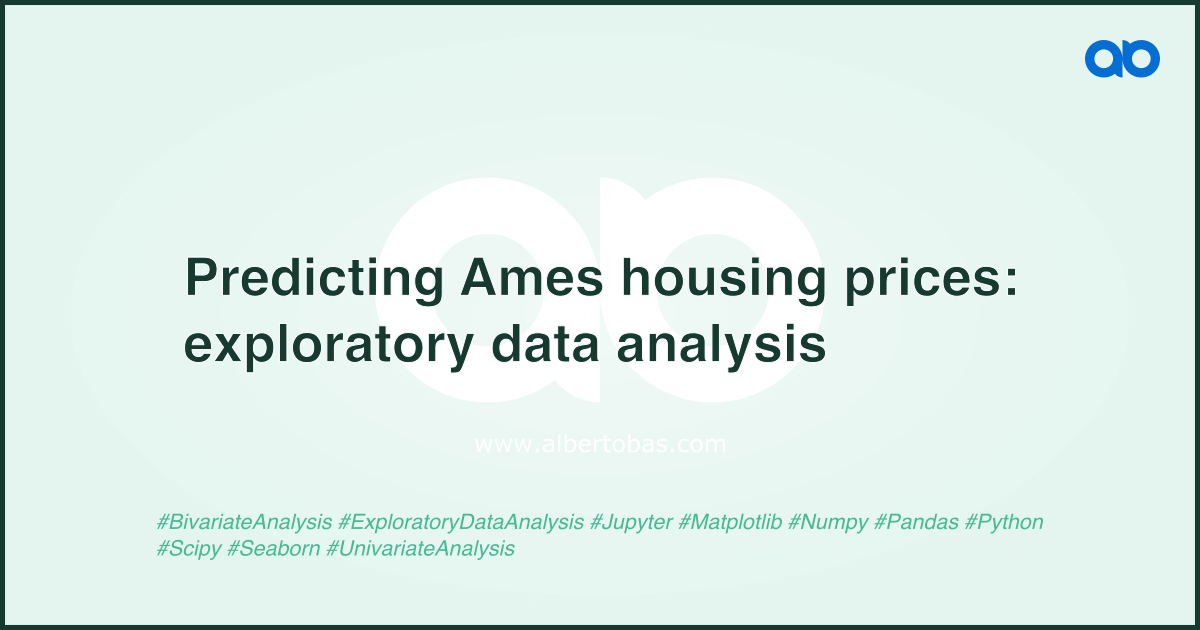 Predicting Ames housing prices:
exploratory data analysis
www.albertobas.com
#BivariateAnalysis #ExploratoryDataAnalysis #Jupyter #Matplotlib #Numpy #Pandas #Python
#Scipy #Seaborn #UnivariateAnalysis